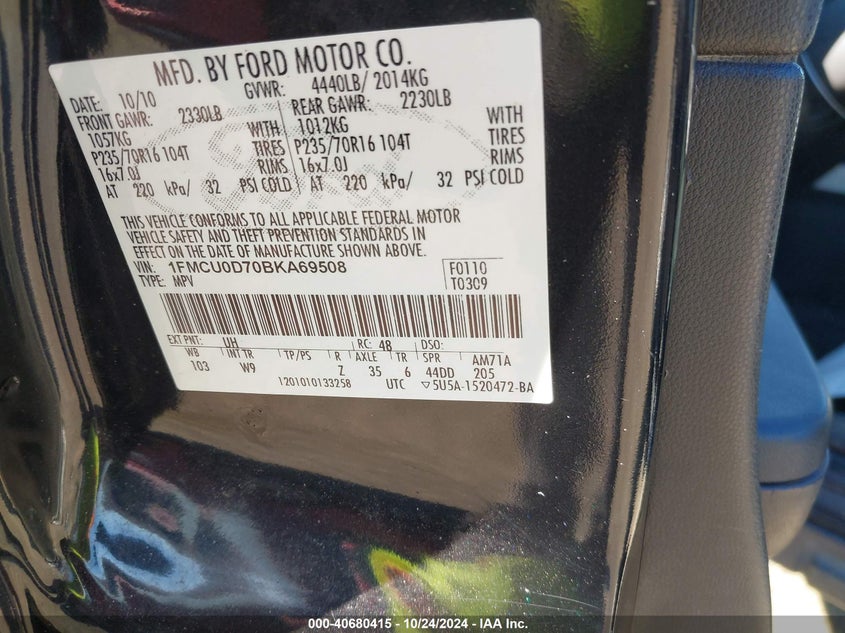 MFD. BY FORD MOTOR CO.
DATE: 10/10 GVWR: 4440LB/ 2014KG
FRONT GAWR: 2330LB REAR GAWR: 2230LB
1057KG WITH 1012KG WITH
P235/70R16 104T TIRES P235/70R16 104T TIRES
16x7.0J RIMS 16x7.0J RIMS
AT 220 kPa/ 32 PSI COLD AT 220 kPa/ 32 PSI COLD
THIS VEHICLE CONFORMS TO ALL APPLICABLE FEDERAL MOTOR
VEHICLE SAFETY AND THEFT PREVENTION STANDARDS IN
EFFECT ON THE DATE OF MANUFACTURE SHOWN ABOVE.
VIN: 1FMCU0D70BKA69508 F0110
TYPE: MPV T0309
EXT PNT: UH RC: 48 DSO:
WB INT TR TP/PS R AXLE TR SPR AM71A
103 W9 Z 35 6 44DD 205
1201010133258 UTC ▽5U5A-1520472-BA
000-40680415 - 10/24/2024 - IAA Inc.